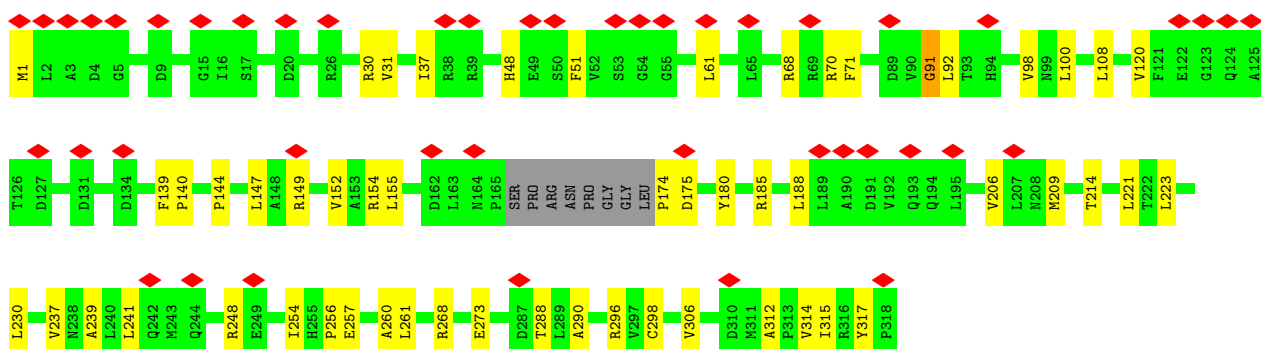 M1 L2 A3 D4 G5 D9 G15 I16 S17 D20 R26 R30 V31 I37 R38 R39 H48 E49 S50 F51 V52 S53 G54 G55 L61 L65 R68 R69 R70 F71 D89 V90 G91 L92 T93 H94 V98 N99 L100 L108 V120 F121 E122 G123 Q124 A125
T126 D127 D131 D134 F139 P140 P144 L147 A148 R149 V152 A153 R154 L155 D162 L163 N164 P165 SER PRO ARG ASN PRO GLY GLY LEU P174 D175 Y180 R185 L188 L189 A190 D191 V192 Q193 Q194 L195 V206 L207 N208 M209 T214 L221 T222 L223
L230 V237 N238 A239 L240 L241 Q242 M243 Q244 R248 E249 I254 H255 P256 E257 A260 L261 R268 E273 D287 T288 L289 A290 R296 V297 C298 V306 D310 M311 A312 P313 V314 I315 R316 Y317 P318